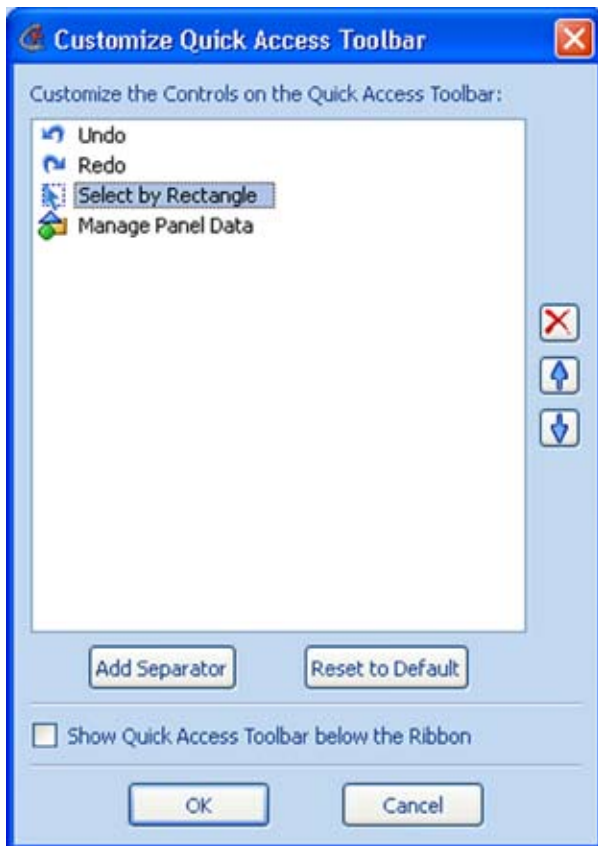 Customize Quick Access Toolbar
Customize the Controls on the Quick Access Toolbar:
Undo
Redo
Select by Rectangle
Manage Panel Data
Add Separator
Reset to Default
Show Quick Access Toolbar below the Ribbon
OK
Cancel